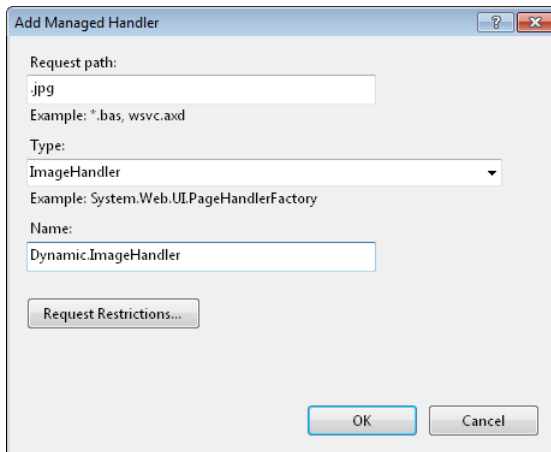 Add Managed Handler
?
Request path:
.jpg
Example: *.bas, wsvc.axd
Type:
ImageHandler
Example: System.Web.UI.PageHandlerFactory
Name:
Dynamic.ImageHandler
Request Restrictions...
OK Cancel